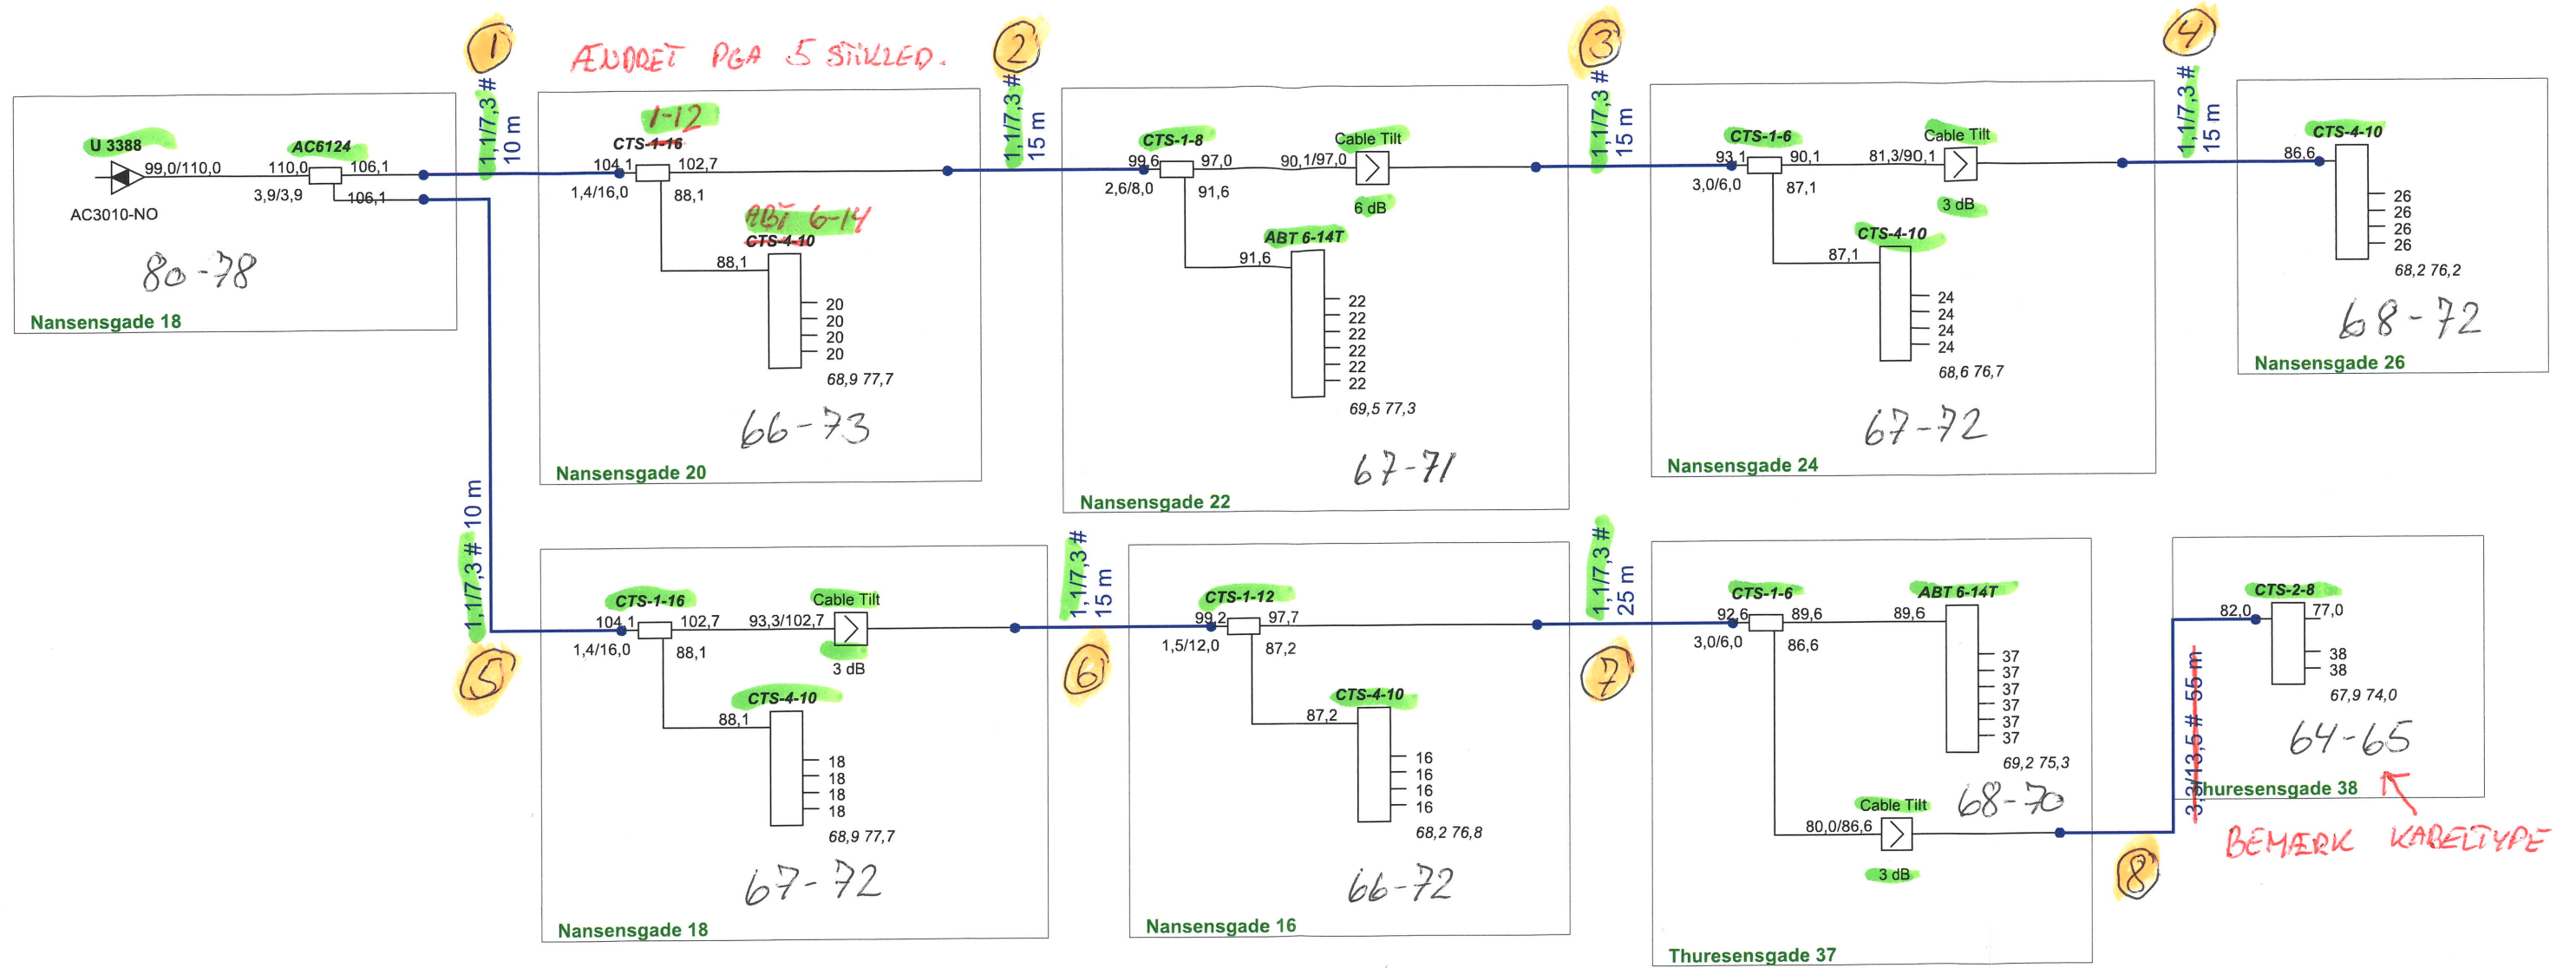 1
ÆNDRET PGA 5 STIKLED.
2
3
4
1,1/7,3 #
10 m
1,1/7,3 #
15 m
1,1/7,3 #
15 m
1,1/7,3 #
15 m
U 3388
99,0/110,0
AC3010-NO
AC6124
110,0
106,1
3,9/3,9
106,1
80-78
Nansensgade 18
1-12
CTS-1-16
104,1
102,7
1,4/16,0
88,1
ABT 6-14
CTS-4-10
88,1
20
20
20
20
68,9 77,7
66-73
Nansensgade 20
CTS-1-8
99,6
97,0
2,6/8,0
91,6
Cable Tilt
90,1/97,0
6 dB
ABT 6-14T
91,6
22
22
22
22
22
22
69,5 77,3
67-71
Nansensgade 22
CTS-1-6
93,1
90,1
3,0/6,0
87,1
Cable Tilt
81,3/90,1
3 dB
CTS-4-10
87,1
24
24
24
24
68,6 76,7
67-72
Nansensgade 24
CTS-4-10
86,6
26
26
26
26
68,2 76,2
68-72
Nansensgade 26
1,1/7,3 # 10 m
5
CTS-1-16
104,1
102,7
1,4/16,0
88,1
Cable Tilt
93,3/102,7
3 dB
CTS-4-10
88,1
18
18
18
18
68,9 77,7
67-72
Nansensgade 18
1,1/7,3 #
15 m
6
CTS-1-12
99,2
97,7
1,5/12,0
87,2
CTS-4-10
87,2
16
16
16
16
68,2 76,8
66-72
Nansensgade 16
1,1/7,3 #
25 m
7
CTS-1-6
92,6
89,6
3,0/6,0
86,6
ABT 6-14T
89,6
37
37
37
37
37
37
69,2 75,3
68-70
Cable Tilt
80,0/86,6
3 dB
Thuresensgade 37
8
3,3/13,5 # 55 m
CTS-2-8
82,0
77,0
38
38
67,9 74,0
64-65
Thuresensgade 38
BEMÆRK KABELTYPE